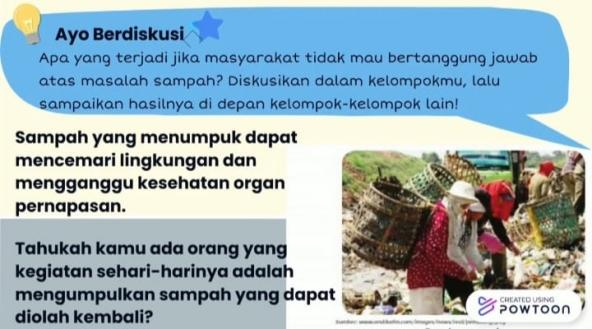 Ayo Berdiskusi
Apa yang terjadi jika masyarakat tidak mau bertanggung jawab
atas masalah sampah? Diskusikan dalam kelompokmu, lalu
sampaikan hasilnya di depan kelompok-kelompok lain!
Sampah yang menumpuk dapat
mencemari lingkungan dan
mengganggu kesehatan organ
pernapasan.
Tahukah kamu ada orang yang
kegiatan sehari-harinya adalah
mengumpulkan sampah yang dapat
diolah kembali?
CREATED USING
POWTOON